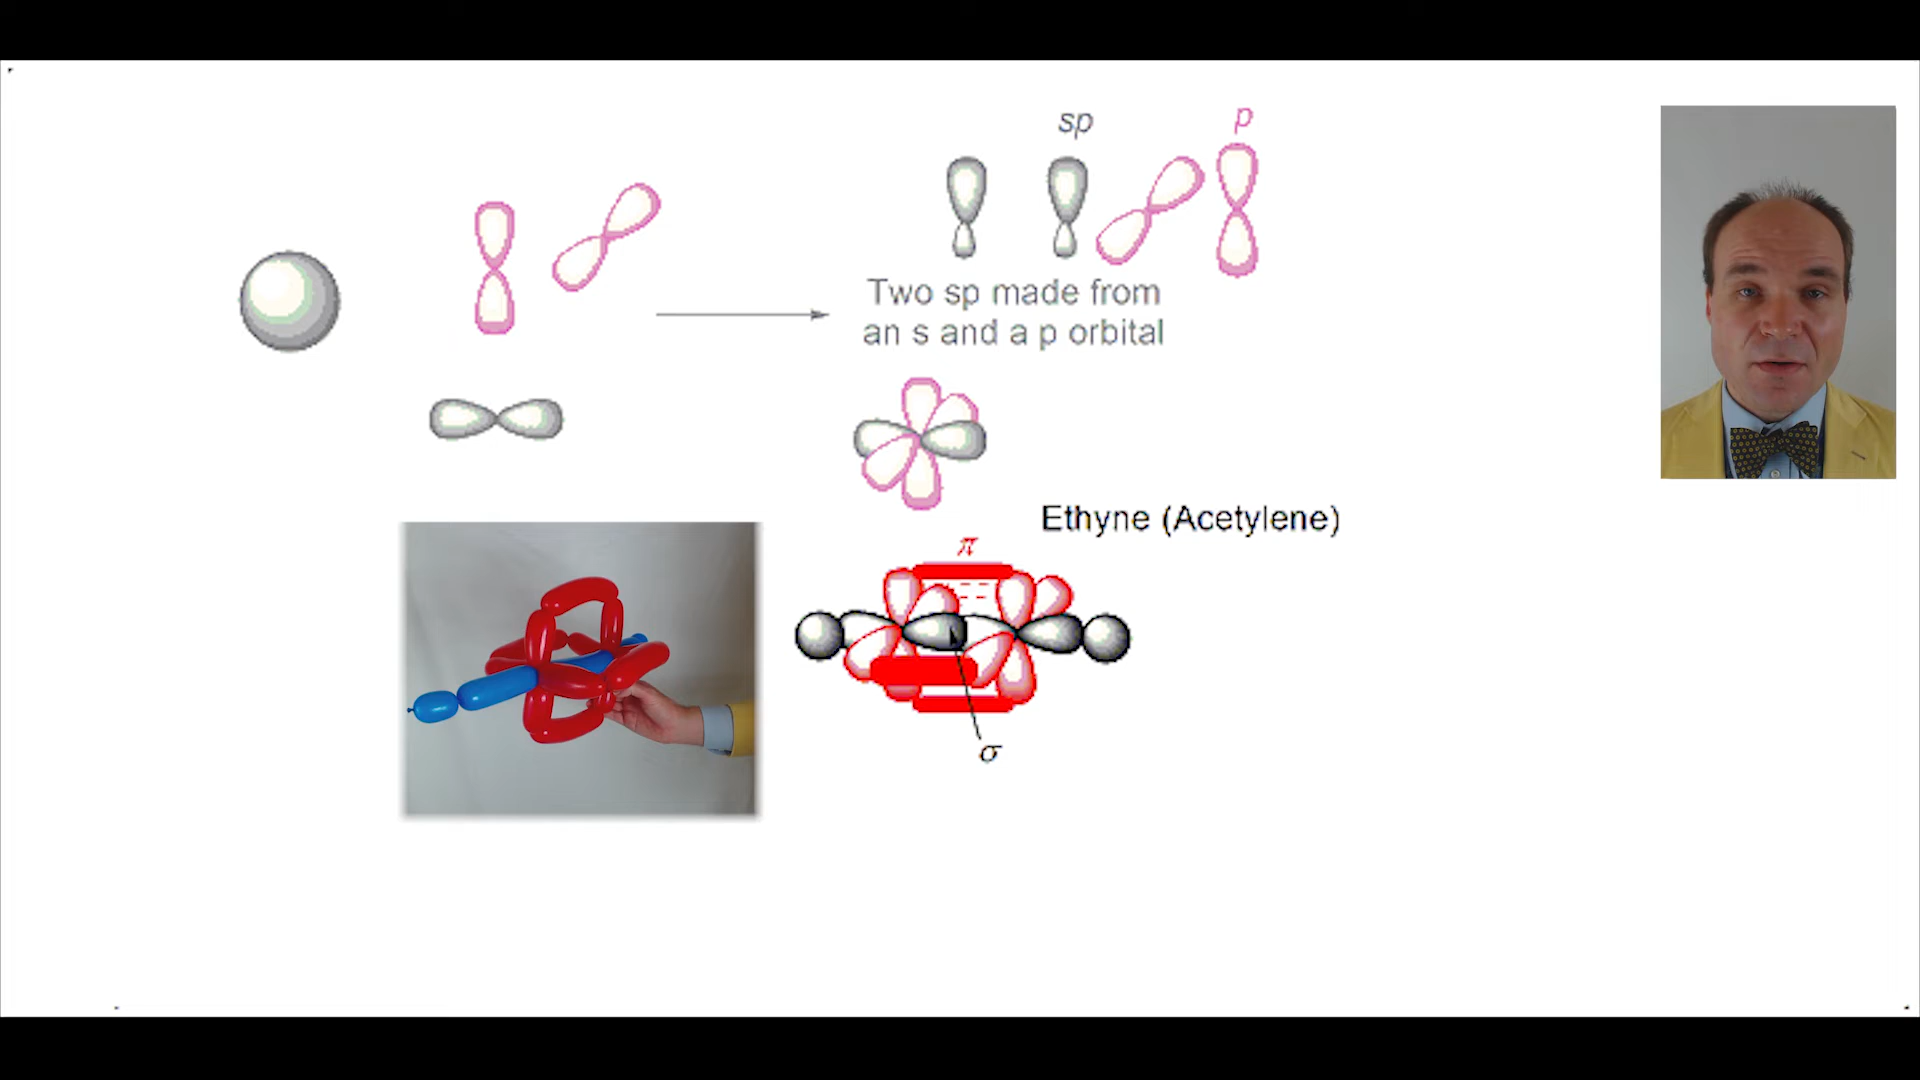 sp
p
Two sp made from
an s and a p orbital
Ethyne (Acetylene)
π
σ